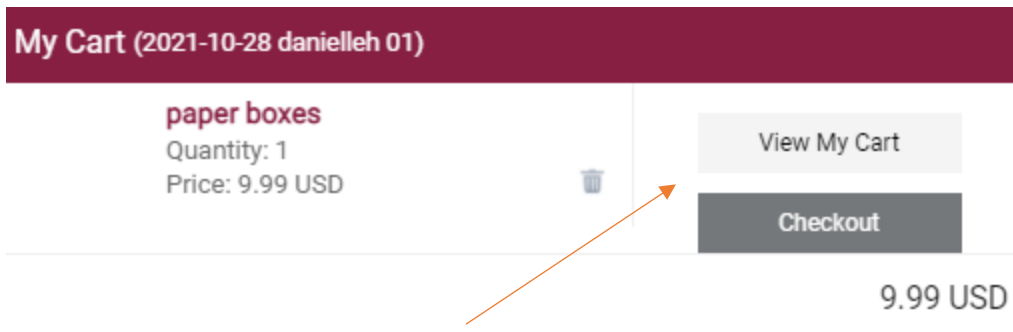 My Cart (2021-10-28 danielleh 01)
paper boxes
Quantity: 1
Price: 9.99 USD
View My Cart
Checkout
9.99 USD